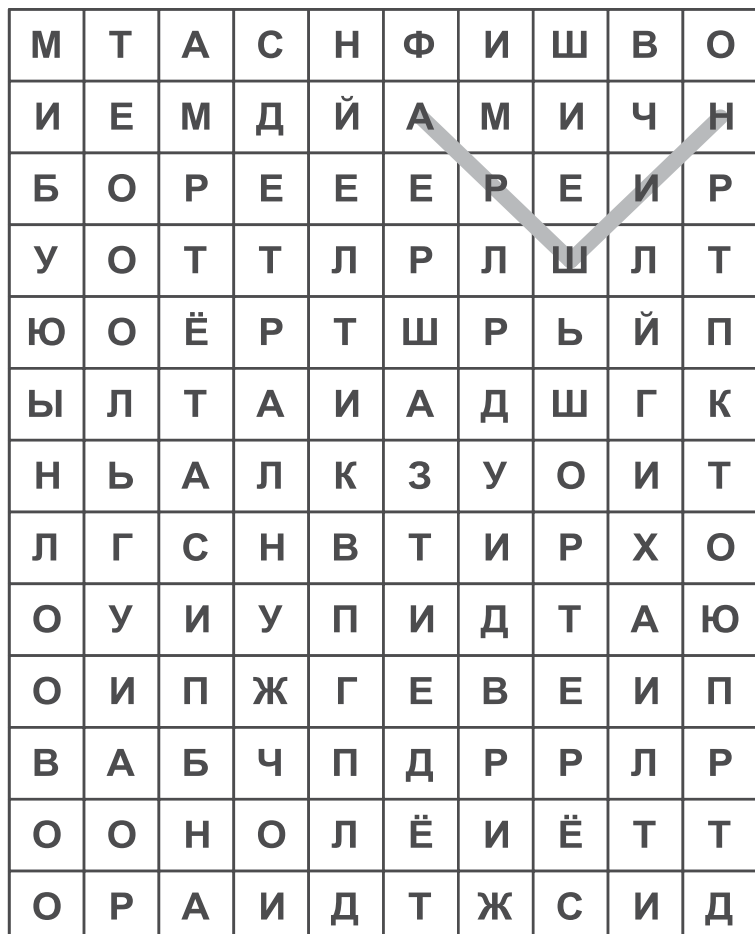 М Т А С Н Ф И Ш В О
И Е М Д Й А М И Ч Н
Б О Р Е Е Е Р Е И Р
У О Т Т Л Р Л Ш Л Т
Ю О Ё Р Т Ш Р Ь Й П
Ы Л Т А И А Д Ш Г К
Н Ь А Л К З У О И Т
Л Г С Н В Т И Р Х О
О У И У П И Д Т А Ю
О И П Ж Г Е В Е И П
В А Б Ч П Д Р Р Л Р
О О Н О Л Ё И Ё Т Т
О Р А И Д Т Ж С И Д